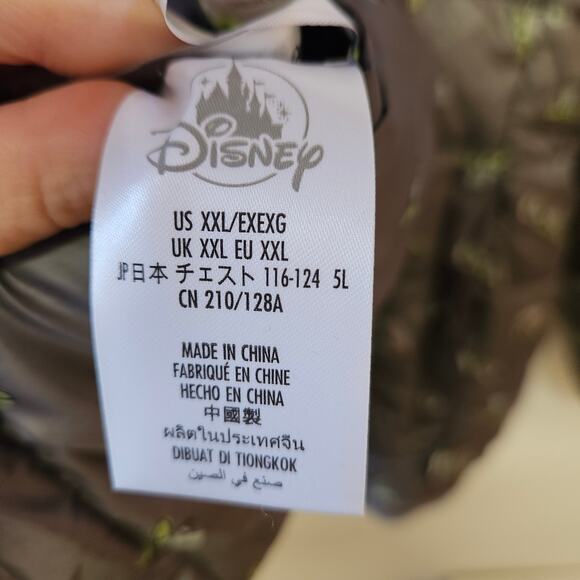 Disney
US XXL/EXEXG
UK XXL EU XXL
JP日本 チェスト 116-124 5L
CN 210/128A
MADE IN CHINA
FABRIQUÉ EN CHINE
HECHO EN CHINA
中國製
ผลิตในประเทศจีน
DIBUAT DI TIONGKOK
صنع في الصين